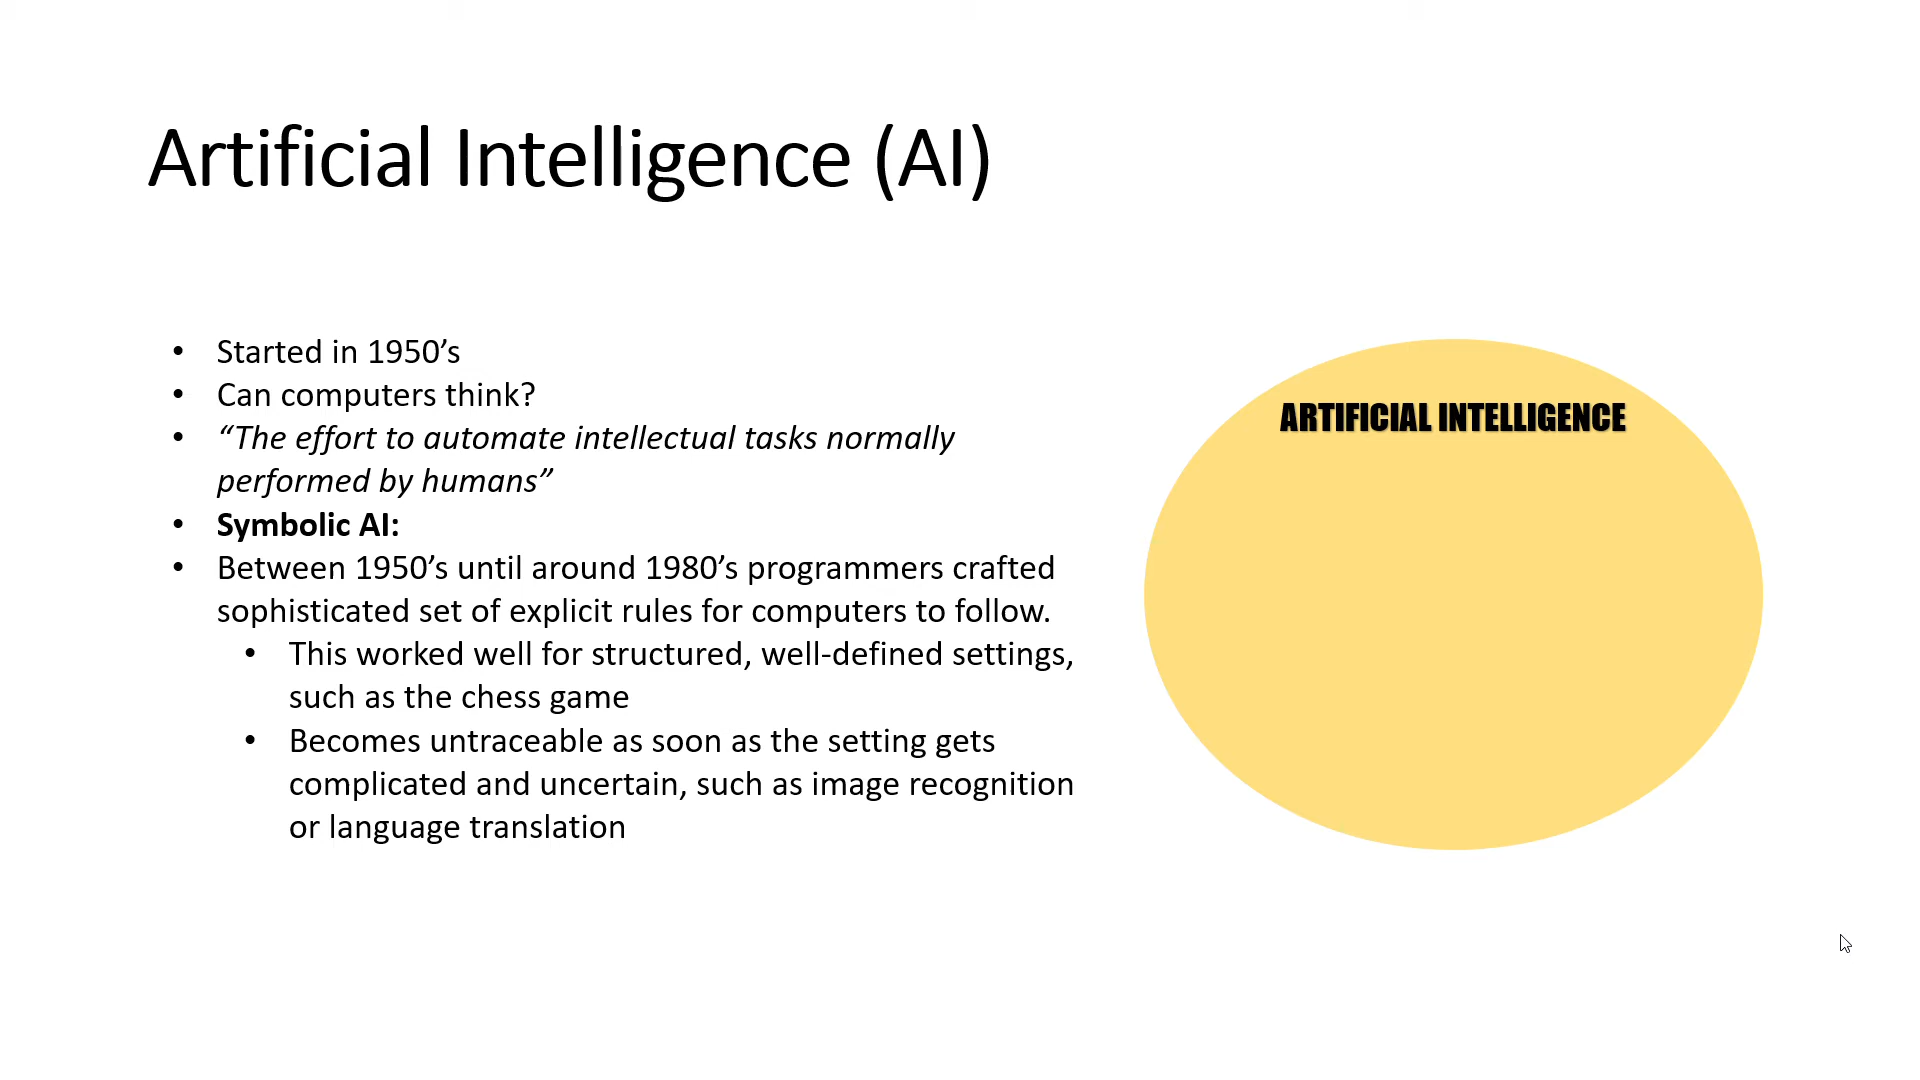 Artificial Intelligence (AI)
• Started in 1950’s
• Can computers think?
• “The effort to automate intellectual tasks normally
performed by humans”
• Symbolic AI:
• Between 1950’s until around 1980’s programmers crafted
sophisticated set of explicit rules for computers to follow.
• This worked well for structured, well-defined settings,
such as the chess game
• Becomes untraceable as soon as the setting gets
complicated and uncertain, such as image recognition
or language translation
ARTIFICIAL INTELLIGENCE